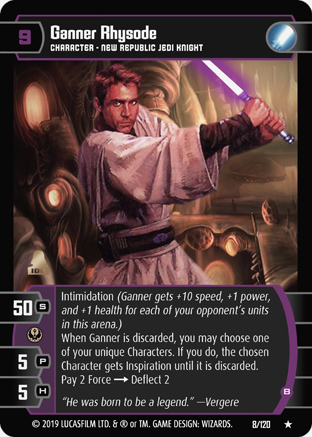 9
Ganner Rhysode
CHARACTER - NEW REPUBLIC JEDI KNIGHT
50 S
5 P
5 H
Intimidation (Ganner gets +10 speed, +1 power,
and +1 health for each of your opponent's units
in this arena.)
When Ganner is discarded, you may choose one
of your unique Characters. If you do, the chosen
Character gets Inspiration until it is discarded.
Pay 2 Force → Deflect 2
"He was born to be a legend." —Vergere
B
© 2019 LUCASFILM LTD. & ® or TM. GAME DESIGN: WIZARDS.
8/120 ★